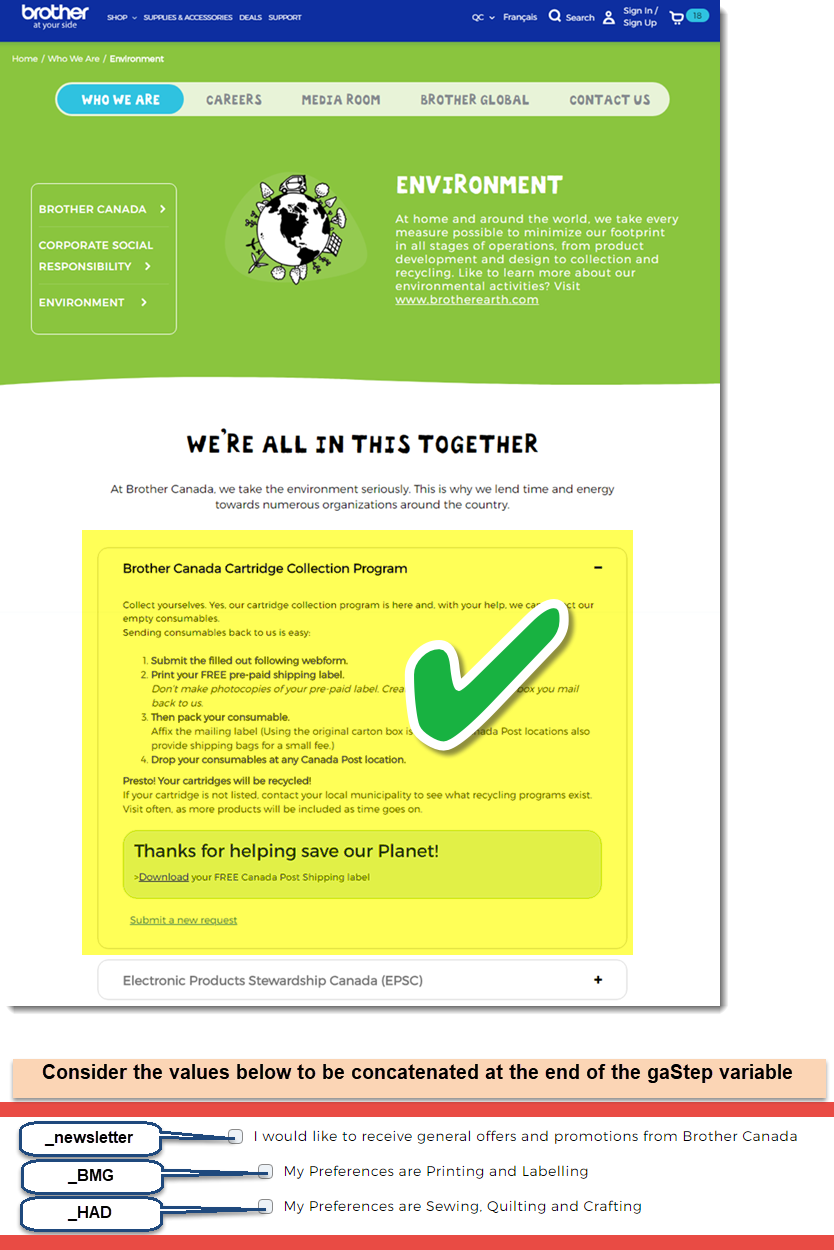 brother
at your side
SHOP SUPPLIES & ACCESSORIES DEALS SUPPORT
QC Français Search Sign In / Sign Up 18
Home / Who We Are / Environment
WHO WE ARE CAREERS MEDIA ROOM BROTHER GLOBAL CONTACT US
BROTHER CANADA >
CORPORATE SOCIAL
RESPONSIBILITY >
ENVIRONMENT >
ENVIRONMENT
At home and around the world, we take every
measure possible to minimize our footprint
in all stages of operations, from product
development and design to collection and
recycling. Like to learn more about our
environmental activities? Visit
www.brotherearth.com
WE'RE ALL IN THIS TOGETHER
At Brother Canada, we take the environment seriously. This is why we lend time and energy
towards numerous organizations around the country.
Brother Canada Cartridge Collection Program −
Collect yourselves. Yes, our cartridge collection program is here and, with your help, we can our
empty consumables.
Sending consumables back to us is easy:
1. Submit the filled out following webform.
2. Print your FREE pre-paid shipping label.
Don't make photocopies of your pre-paid label. box you mail
back to us.
3. Then pack your consumable.
Affix the mailing label (Using the original carton box is Post locations also
provide shipping bags for a small fee.)
4. Drop your consumables at any Canada Post location.
Presto! Your cartridges will be recycled!
If your cartridge is not listed, contact your local municipality to see what recycling programs exist.
Visit often, as more products will be included as time goes on.
Thanks for helping save our Planet!
>Download your FREE Canada Post Shipping label
Submit a new request
Electronic Products Stewardship Canada (EPSC) +
Consider the values below to be concatenated at the end of the gaStep variable
_newsletter I would like to receive general offers and promotions from Brother Canada
_BMG My Preferences are Printing and Labelling
_HAD My Preferences are Sewing, Quilting and Crafting